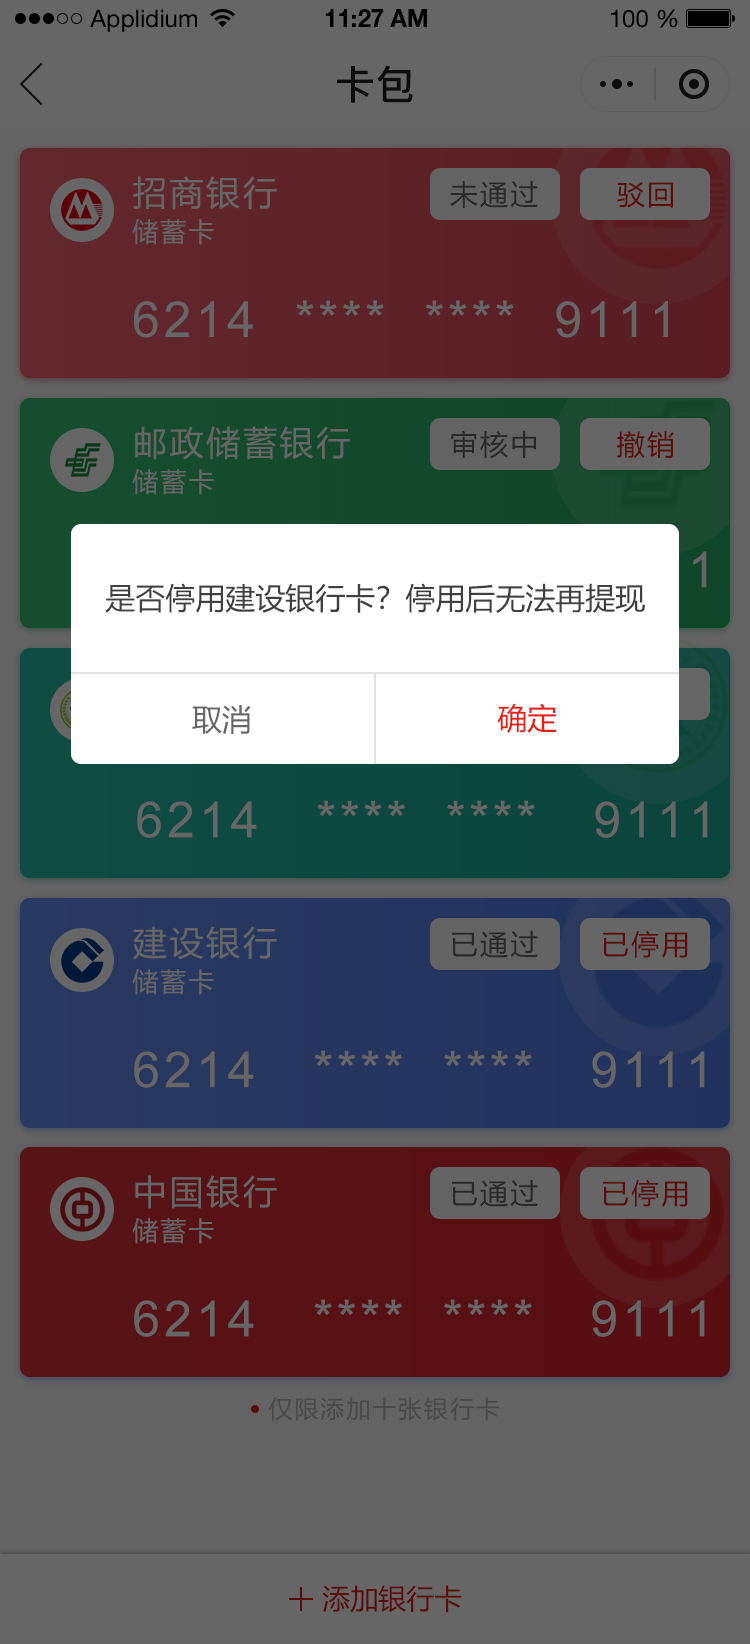 Applidium 11:27 AM 100 %
卡包
招商银行 未通过 驳回
储蓄卡
6214 **** **** 9111
邮政储蓄银行 审核中 撤销
储蓄卡
1
是否停用建设银行卡？停用后无法再提现
取消 确定
6214 **** **** 9111
建设银行 已通过 已停用
储蓄卡
6214 **** **** 9111
中国银行 已通过 已停用
储蓄卡
6214 **** **** 9111
仅限添加十张银行卡
添加银行卡